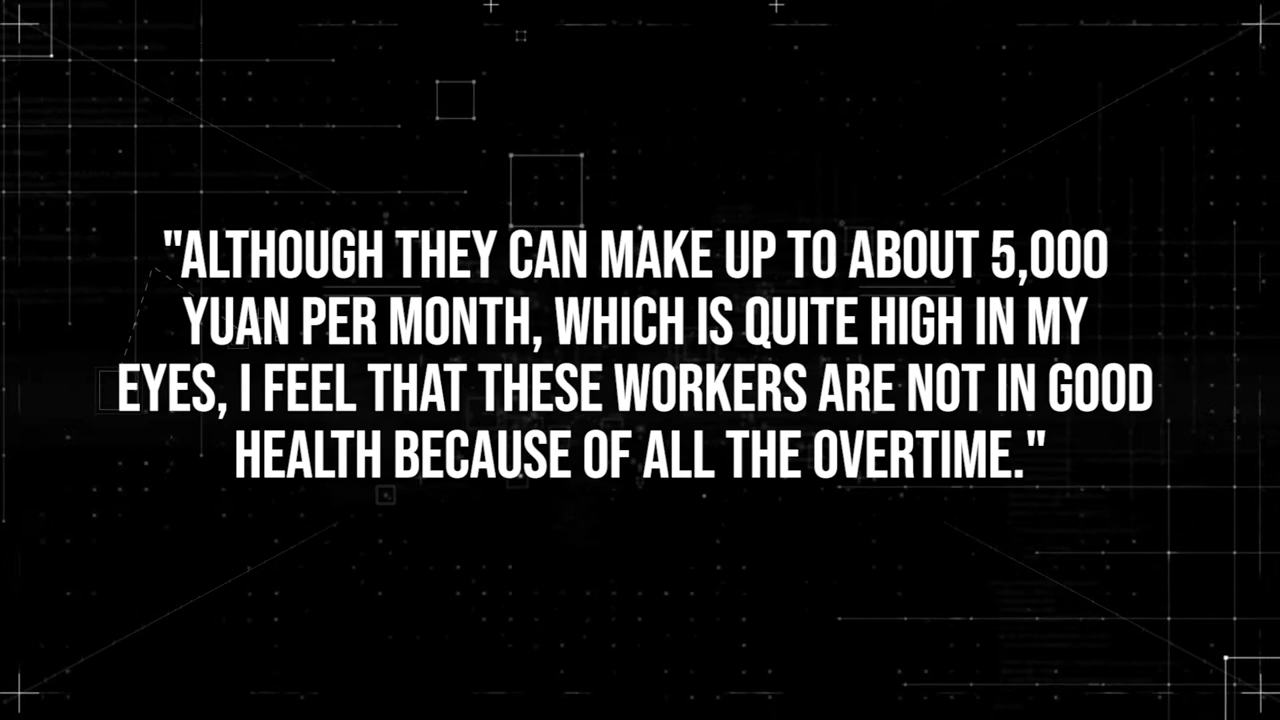 "ALTHOUGH THEY CAN MAKE UP TO ABOUT 5,000
YUAN PER MONTH, WHICH IS QUITE HIGH IN MY
EYES, I FEEL THAT THESE WORKERS ARE NOT IN GOOD
HEALTH BECAUSE OF ALL THE OVERTIME."